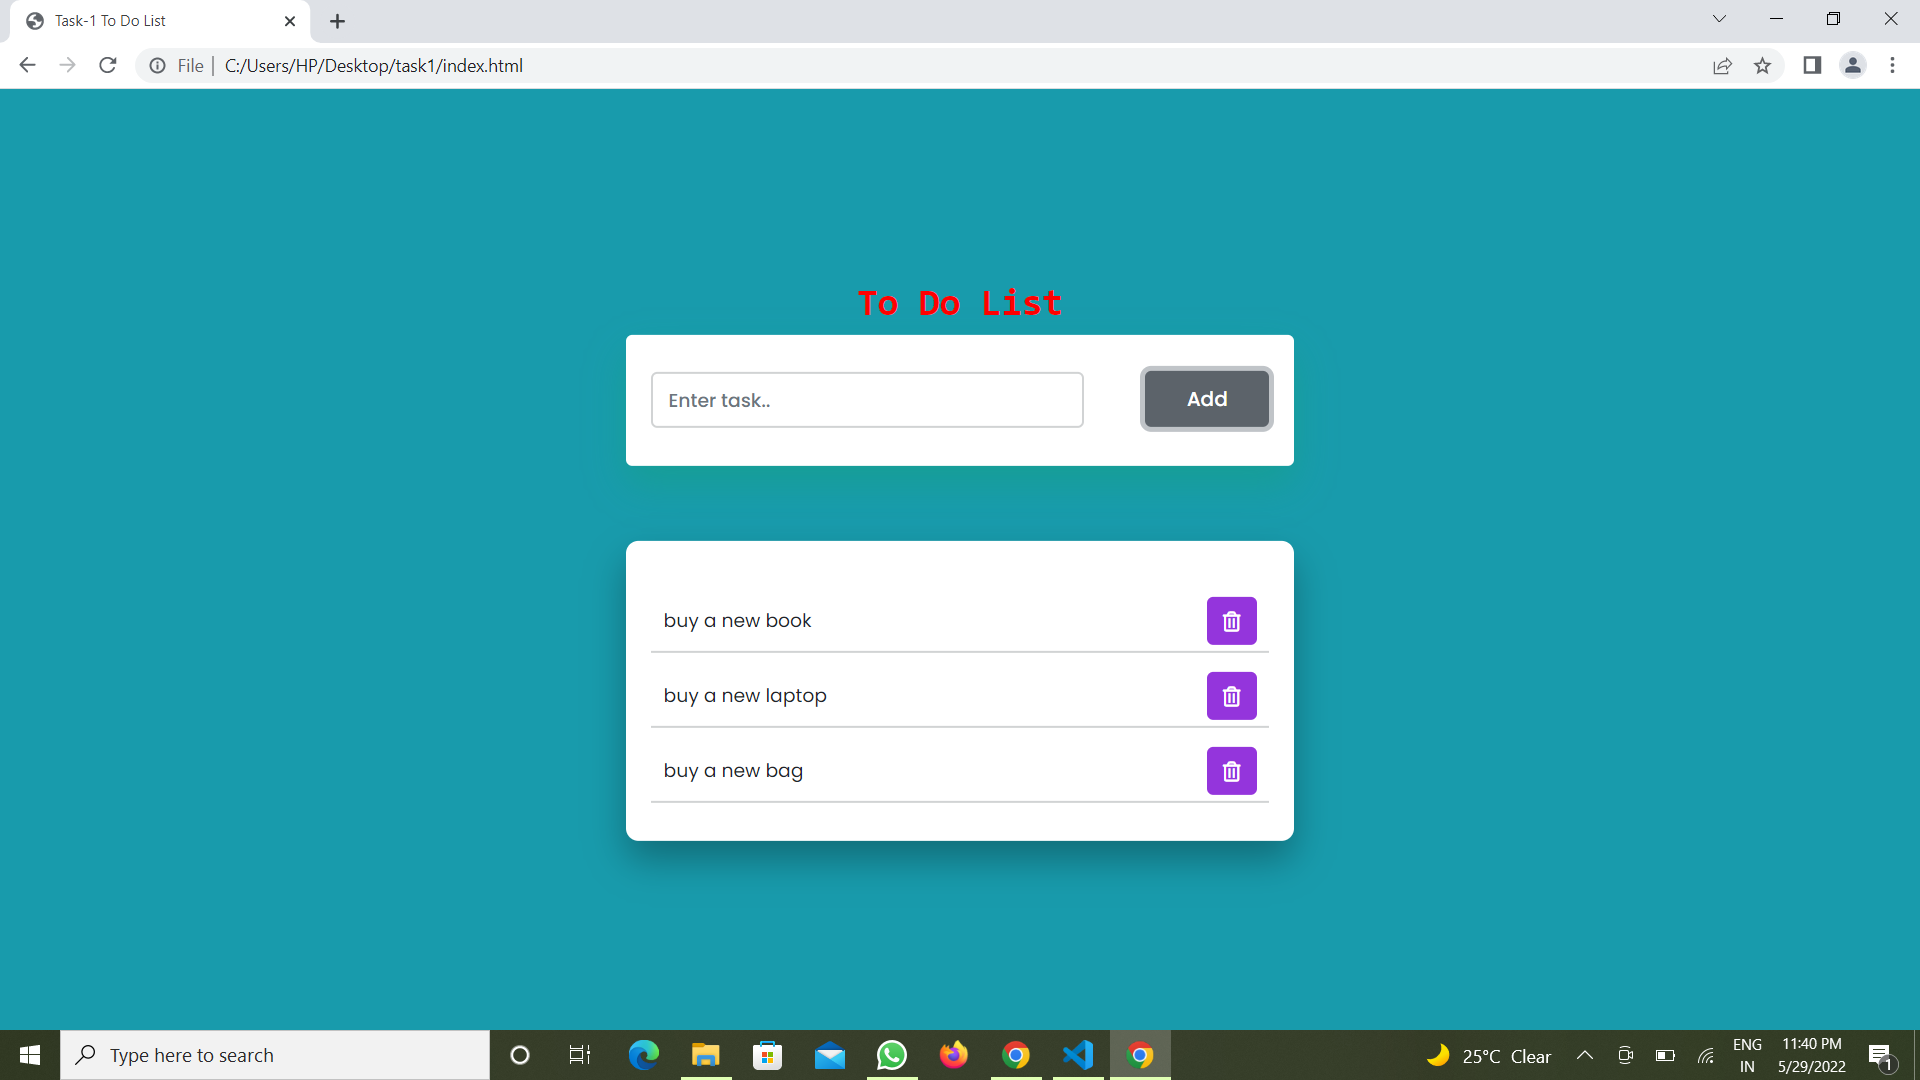 Task-1 To Do List
File
C:/Users/HP/Desktop/task1/index.html
To Do List
Enter task..
Add
buy a new book
buy a new laptop
buy a new bag
Type here to search
25°C Clear
ENG
IN
11:40 PM
5/29/2022
1